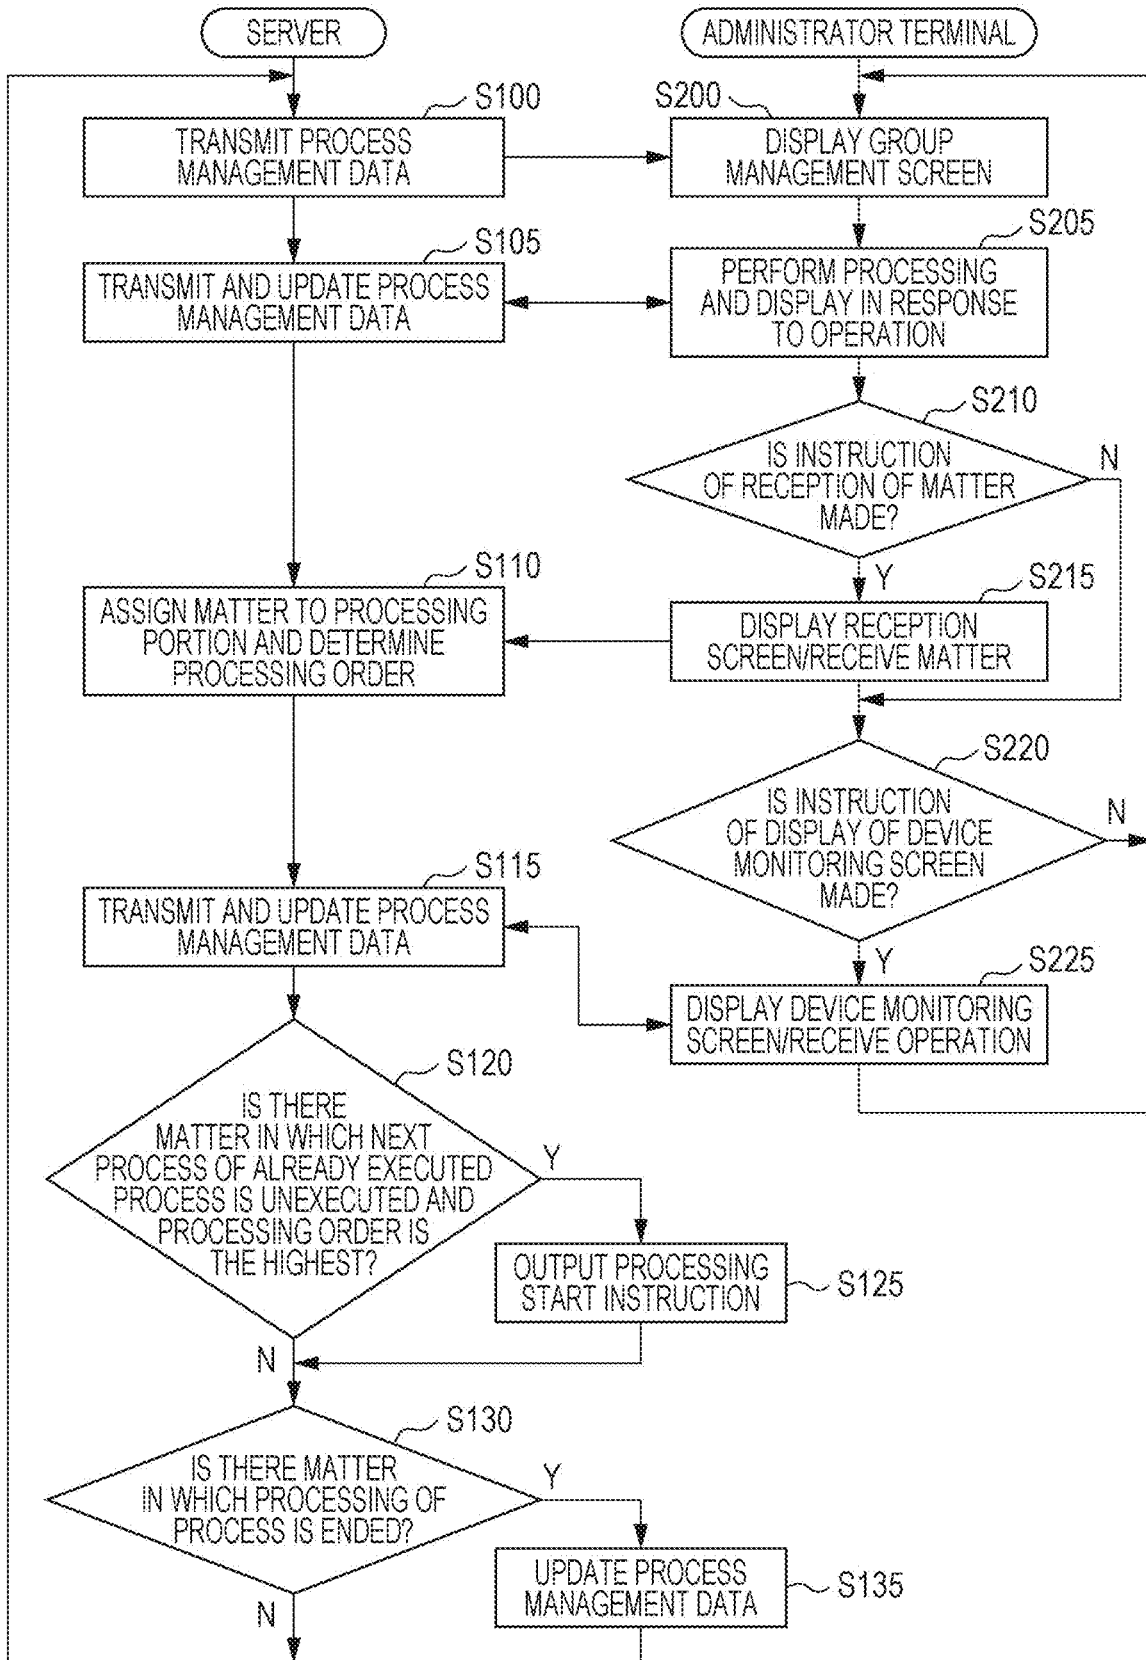 SERVER
ADMINISTRATOR TERMINAL
S100
TRANSMIT PROCESS
MANAGEMENT DATA
S200
DISPLAY GROUP
MANAGEMENT SCREEN
S105
TRANSMIT AND UPDATE PROCESS
MANAGEMENT DATA
S205
PERFORM PROCESSING
AND DISPLAY IN RESPONSE
TO OPERATION
S210
IS INSTRUCTION
OF RECEPTION OF MATTER
MADE?
N
Y
S110
ASSIGN MATTER TO PROCESSING
PORTION AND DETERMINE
PROCESSING ORDER
S215
DISPLAY RECEPTION
SCREEN/RECEIVE MATTER
S220
IS INSTRUCTION
OF DISPLAY OF DEVICE
MONITORING SCREEN
MADE?
N
Y
S115
TRANSMIT AND UPDATE PROCESS
MANAGEMENT DATA
S225
DISPLAY DEVICE MONITORING
SCREEN/RECEIVE OPERATION
S120
IS THERE
MATTER IN WHICH NEXT
PROCESS OF ALREADY EXECUTED
PROCESS IS UNEXECUTED AND
PROCESSING ORDER IS
THE HIGHEST?
Y
N
OUTPUT PROCESSING
START INSTRUCTION
S125
S130
IS THERE MATTER
IN WHICH PROCESSING OF
PROCESS IS ENDED?
Y
N
UPDATE PROCESS
MANAGEMENT DATA
S135